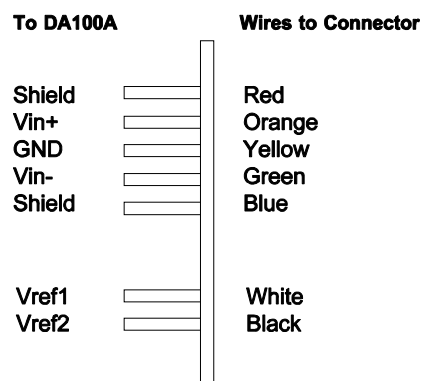 To DA100A Wires to Connector
Shield Red
Vin+ Orange
GND Yellow
Vin- Green
Shield Blue
Vref1 White
Vref2 Black